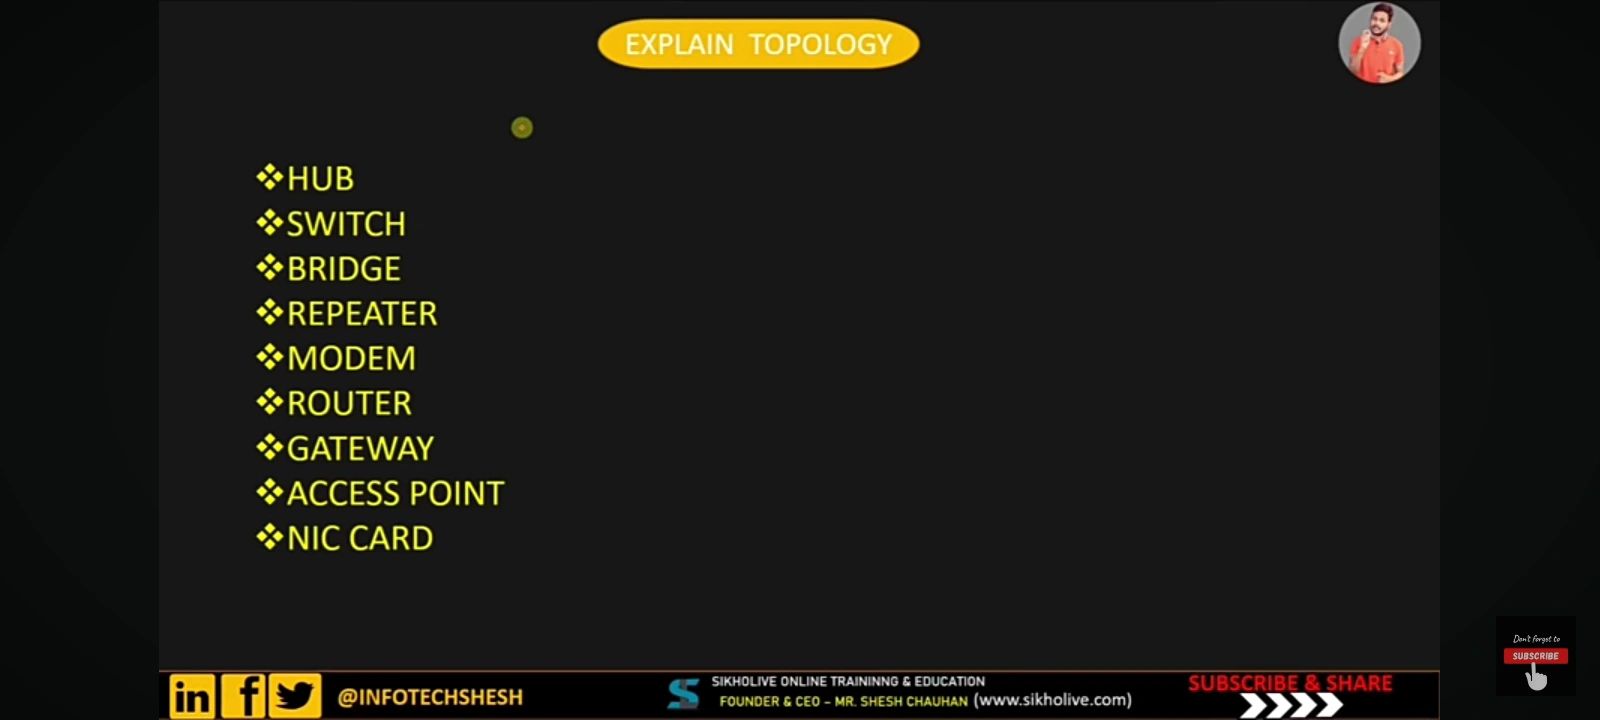 EXPLAIN TOPOLOGY
HUB
SWITCH
BRIDGE
REPEATER
MODEM
ROUTER
GATEWAY
ACCESS POINT
NIC CARD
Don't forget to
SUBSCRIBE
in f @INFOTECHSHESH
SIKHOLIVE ONLINE TRAININNG & EDUCATION
FOUNDER & CEO – MR. SHESH CHAUHAN (www.sikholive.com)
SUBSCRIBE & SHARE